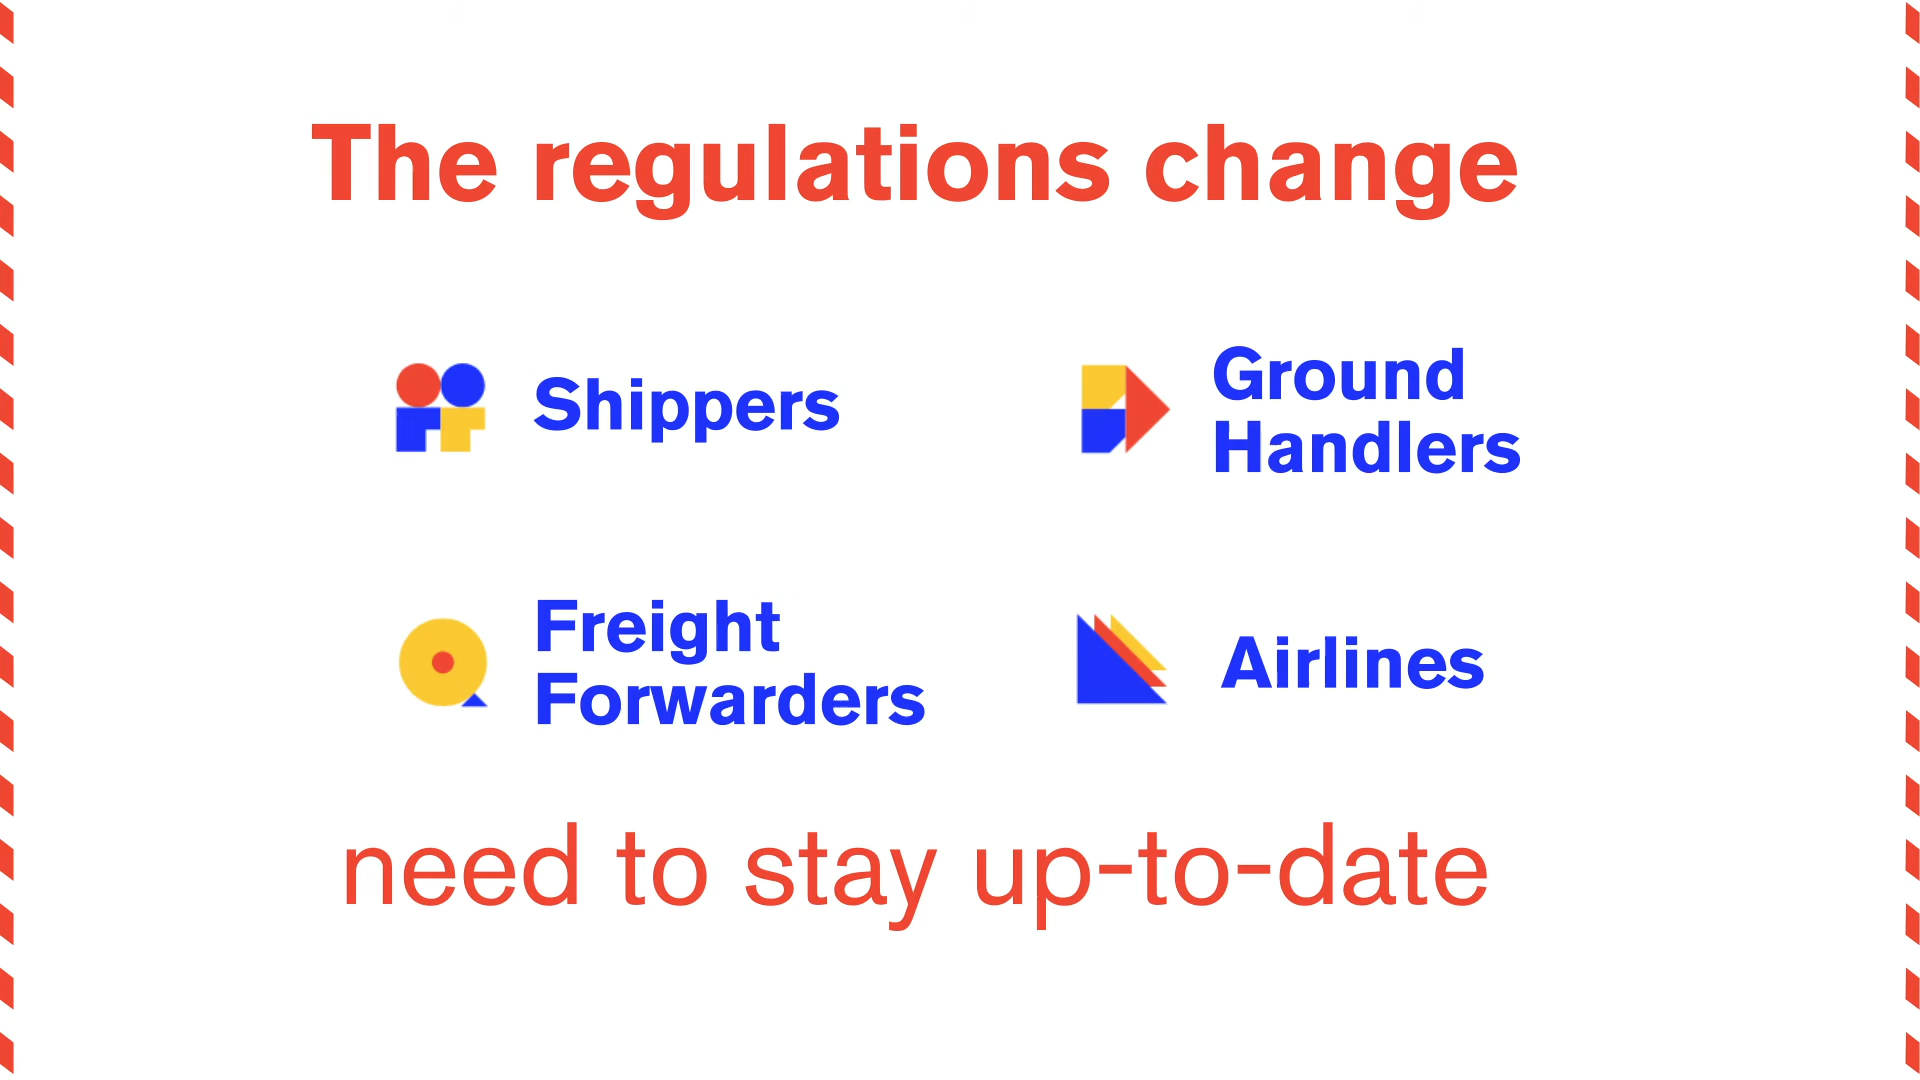 The regulations change
Shippers
Ground
Handlers
Freight
Forwarders
Airlines
need to stay up-to-date